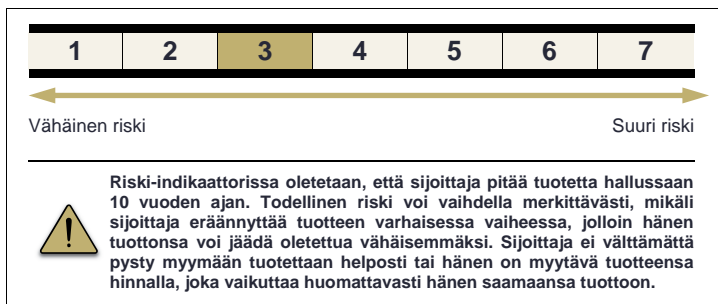 1 2 3 4 5 6 7
Vähäinen riski Suuri riski
Riski-indikaattorissa oletetaan, että sijoittaja pitää tuotetta hallussaan
10 vuoden ajan. Todellinen riski voi vaihdella merkittävästi, mikäli
sijoittaja eräännyttää tuotteen varhaisessa vaiheessa, jolloin hänen
tuottonsa voi jäädä oletettua vähäisemmäksi. Sijoittaja ei välttämättä
pysty myymään tuotettaan helposti tai hänen on myytävä tuotteensa
hinnalla, joka vaikuttaa huomattavasti hänen saamaansa tuottoon.